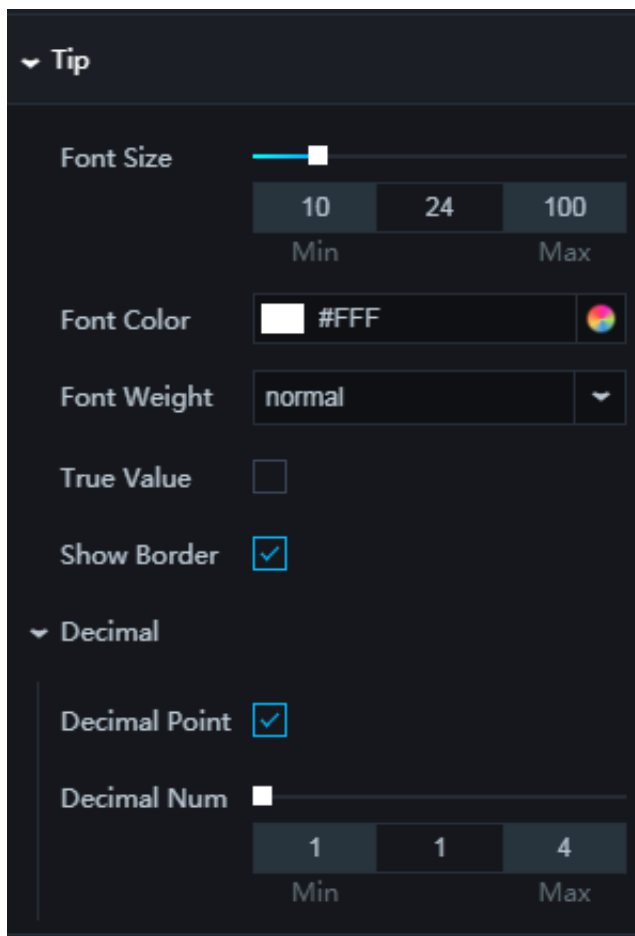 Tip
Font Size
10 24 100
Min Max
Font Color #FFF
Font Weight normal
True Value
Show Border
Decimal
Decimal Point
Decimal Num
1 1 4
Min Max